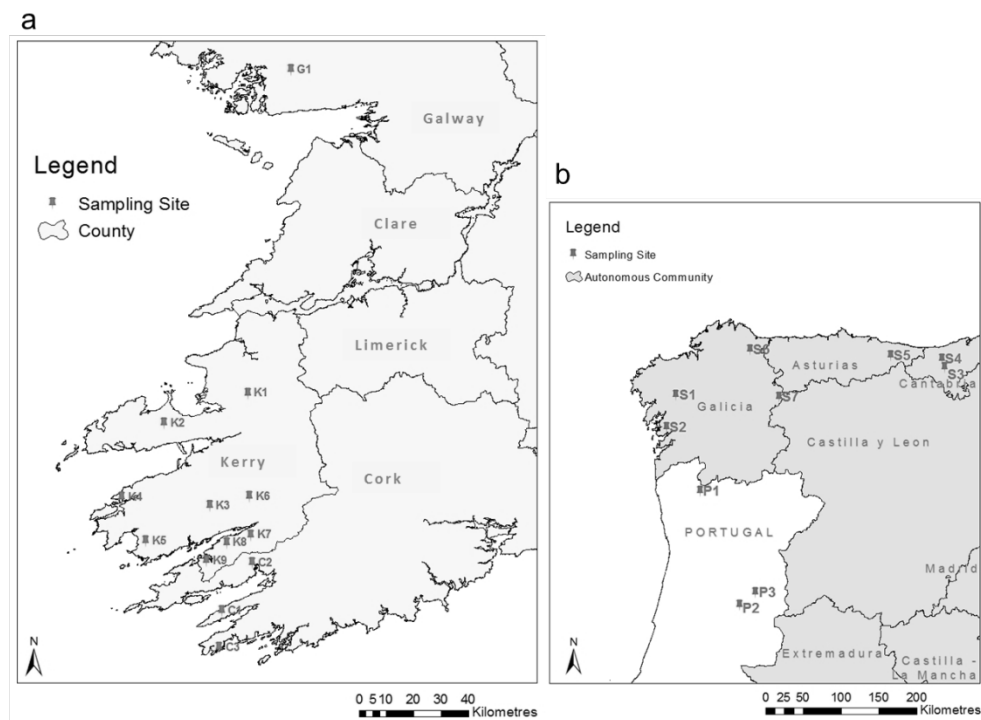 a
G1
Galway
Legend
Sampling Site
County
Clare
Limerick
K1
K2
Kerry
Cork
K4
K3
K6
K5
K7
K8
K9
C2
C1
C3
N
0 5 10 20 30 40
Kilometres
b
Legend
Sampling Site
Autonomous Community
S6
S5
S4
Asturias
S3
Cantabria
S1
S7
Galicia
S2
Castilla y Leon
P1
PORTUGAL
Madrid
P3
P2
Extremadura
Castilla -
La Mancha
N
0 25 50 100 150 200
Kilometres